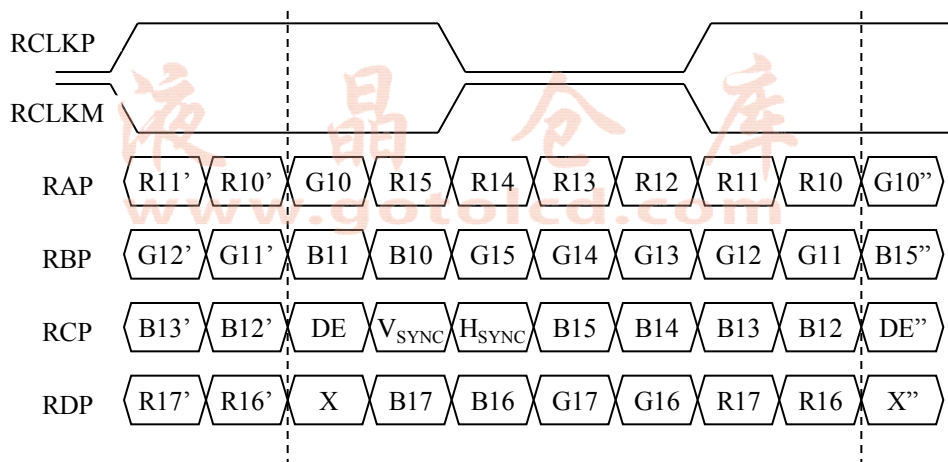 RCLKP
RCLKM
液晶仓库
RAP R11’ R10’ G10 R15 R14 R13 R12 R11 R10 G10”
www.gotolcd.com
RBP G12’ G11’ B11 B10 G15 G14 G13 G12 G11 B15”
RCP B13’ B12’ DE VSYNC HSYNC B15 B14 B13 B12 DE”
RDP R17’ R16’ X B17 B16 G17 G16 R17 R16 X”